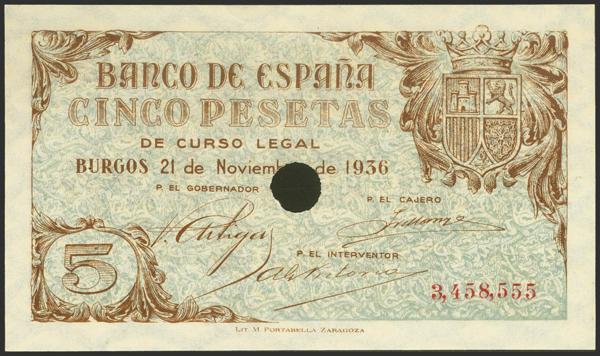 BANCO DE ESPAÑA
CINCO PESETAS
DE CURSO LEGAL
BURGOS 21 de Noviem de 1936
P. EL GOBERNADOR
P. EL CAJERO
P. EL INTERVENTOR
5
3,458,555
LIT. M. PORTABELLA ZARAGOZA